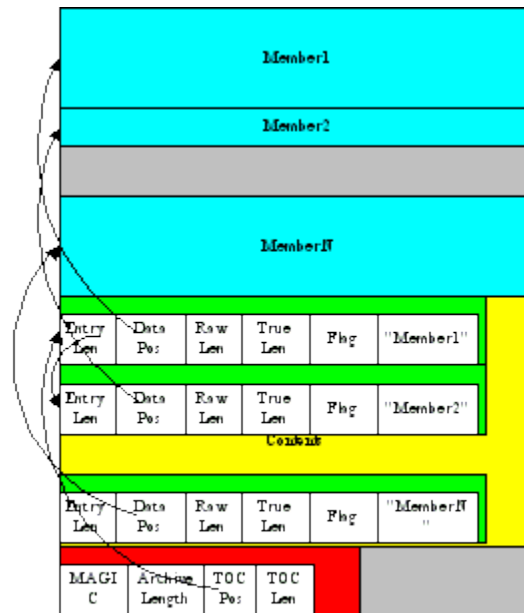 Member1
Member2
MemberN
Entry Len Data Pos Raw Len True Len Flag "Member1"
Entry Len Data Pos Raw Len True Len Flag "Member2"
Contents
Entry Len Data Pos Raw Len True Len Flag "MemberN"
MAGIC Archive Length TOC Pos TOC Len